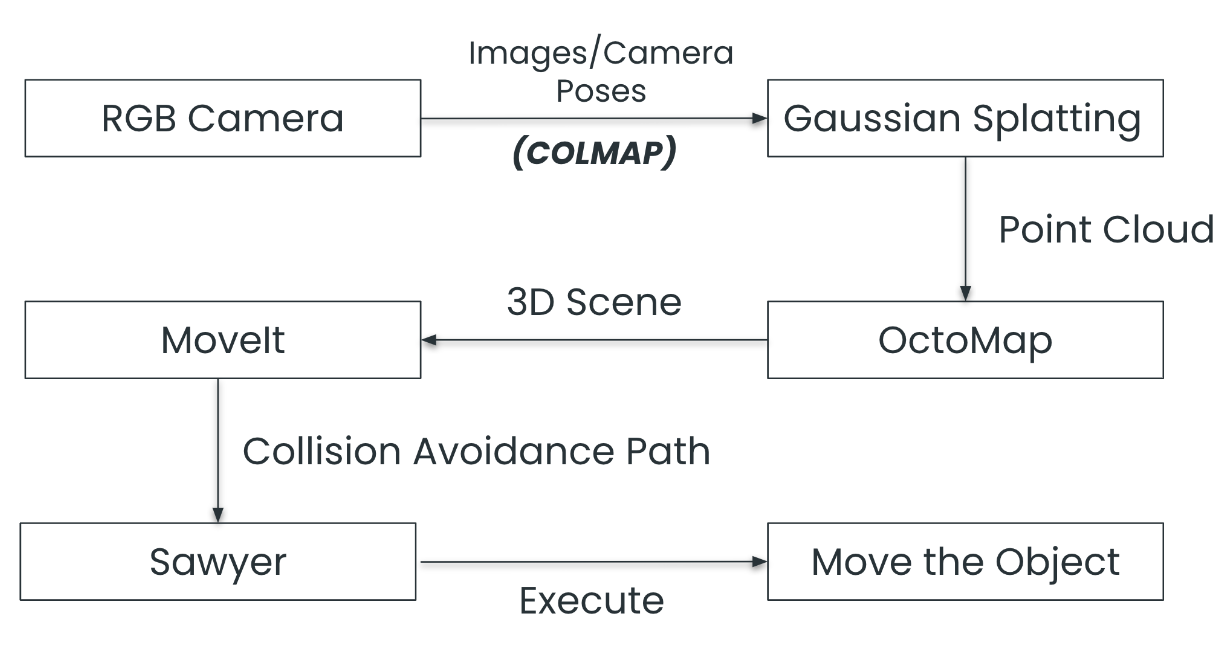 Images/Camera
Poses
RGB Camera
Gaussian Splatting
(COLMAP)
Point Cloud
3D Scene
MoveIt
OctoMap
Collision Avoidance Path
Sawyer
Move the Object
Execute